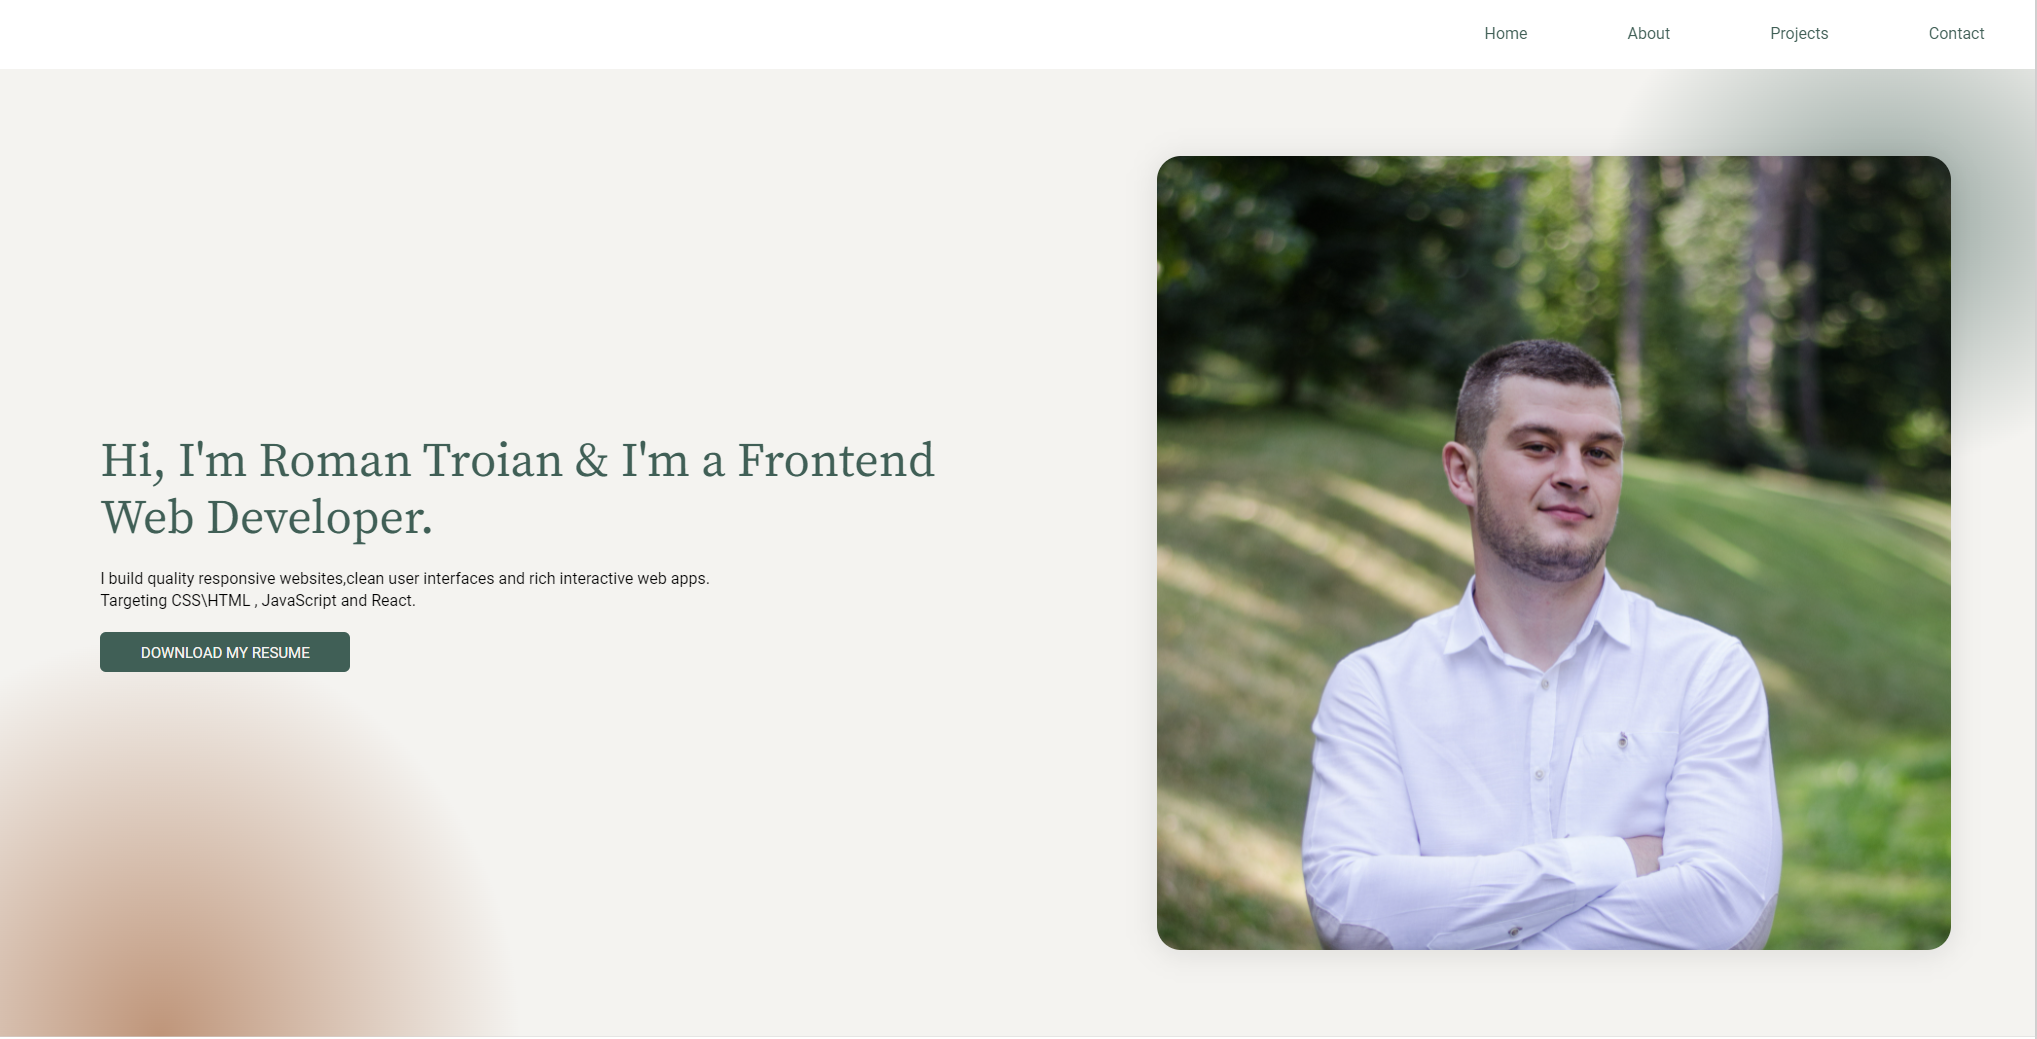 Home About Projects Contact
Hi, I'm Roman Troian & I'm a Frontend
Web Developer.
I build quality responsive websites,clean user interfaces and rich interactive web apps.
Targeting CSS\HTML , JavaScript and React.
DOWNLOAD MY RESUME